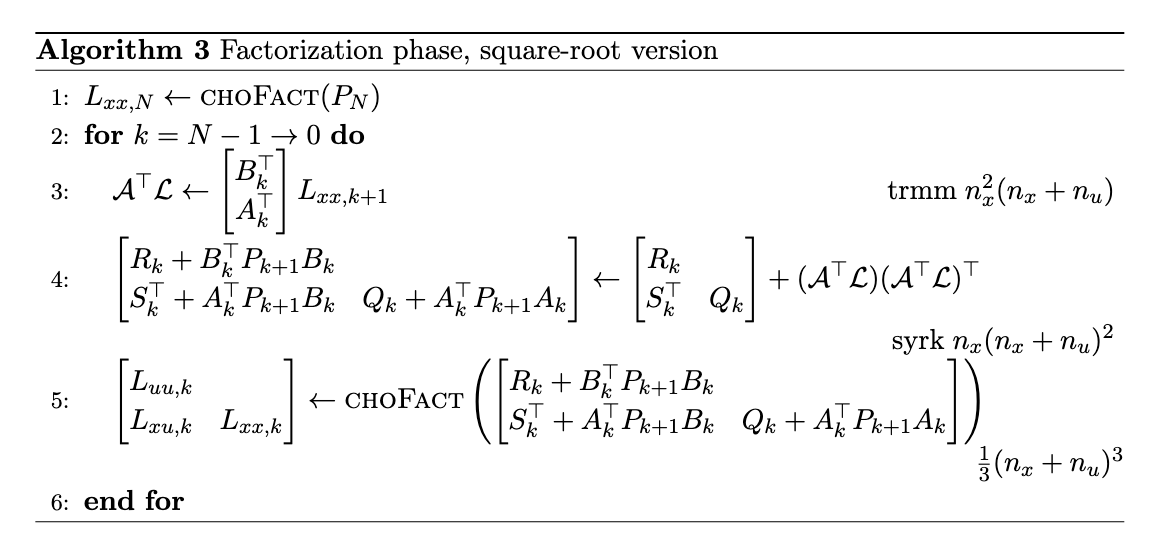 Algorithm 3 Factorization phase, square-root version
1: $L_{xx,N} \leftarrow \text{CHOFACT}(P_N)$
2: for $k = N - 1 \rightarrow 0$ do
3: $\mathcal{A}^\top \mathcal{L} \leftarrow \begin{bmatrix} B_k^\top \\ A_k^\top \end{bmatrix} L_{xx,k+1}$ trmm $n_x^2(n_x + n_u)$
4: $\begin{bmatrix} R_k + B_k^\top P_{k+1} B_k & \\ S_k^\top + A_k^\top P_{k+1} B_k & Q_k + A_k^\top P_{k+1} A_k \end{bmatrix} \leftarrow \begin{bmatrix} R_k & \\ S_k^\top & Q_k \end{bmatrix} + (\mathcal{A}^\top \mathcal{L})(\mathcal{A}^\top \mathcal{L})^\top$
syrk $n_x(n_x + n_u)^2$
5: $\begin{bmatrix} L_{uu,k} & \\ L_{xu,k} & L_{xx,k} \end{bmatrix} \leftarrow \text{CHOFACT}\left(\begin{bmatrix} R_k + B_k^\top P_{k+1} B_k & \\ S_k^\top + A_k^\top P_{k+1} B_k & Q_k + A_k^\top P_{k+1} A_k \end{bmatrix}\right)$
$\frac{1}{3}(n_x + n_u)^3$
6: end for